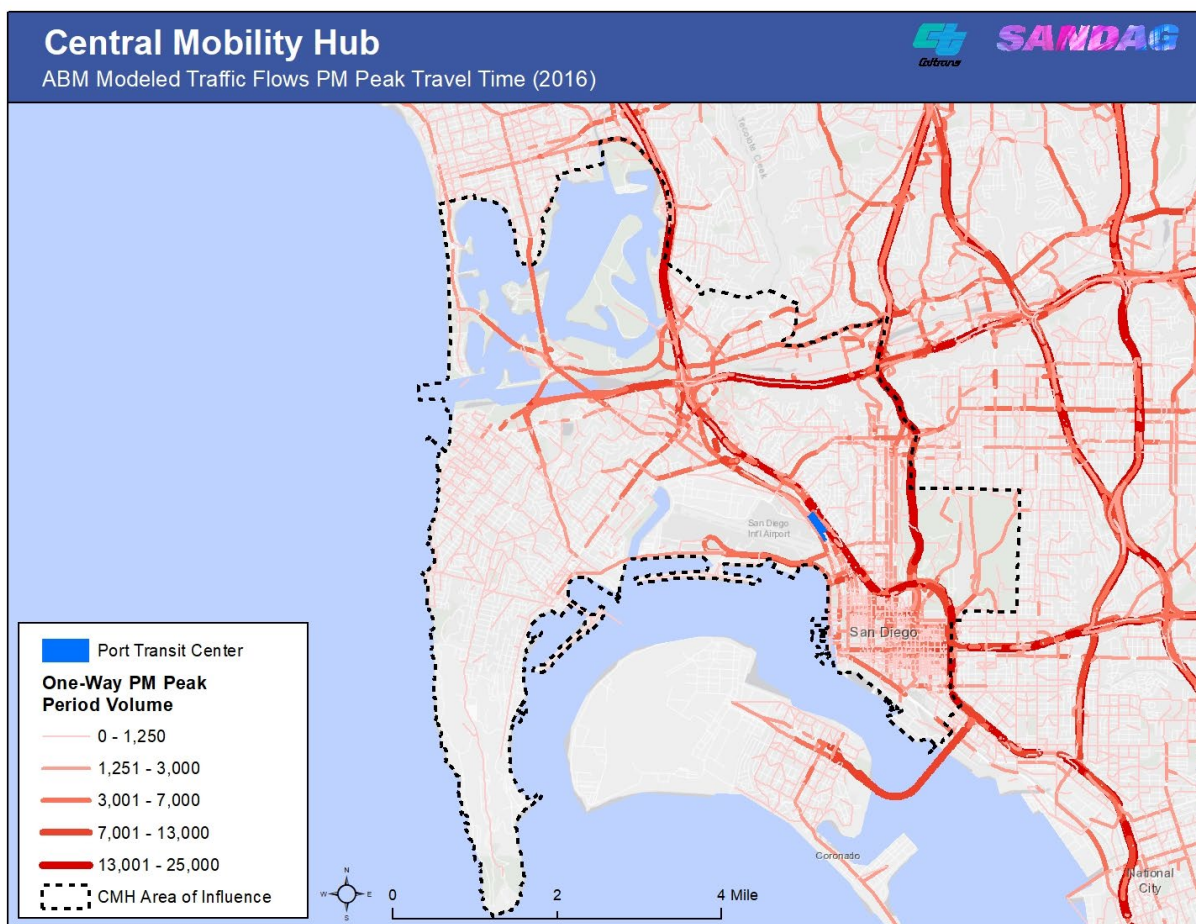 Central Mobility Hub
ABM Modeled Traffic Flows PM Peak Travel Time (2016)
Caltrans
SANDAG
Tecolote Creek
San Diego
Int'l Airport
San Diego
Coronado
National
City
Port Transit Center
One-Way PM Peak
Period Volume
0 - 1,250
1,251 - 3,000
3,001 - 7,000
7,001 - 13,000
13,001 - 25,000
CMH Area of Influence
N
W E
S
0 2 4 Mile